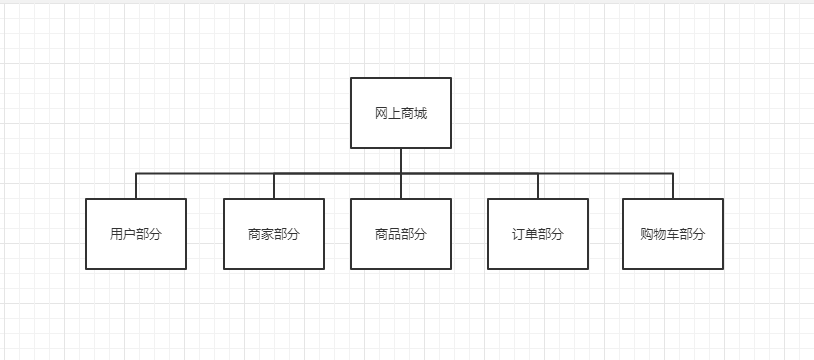 网上商城
用户部分
商家部分
商品部分
订单部分
购物车部分